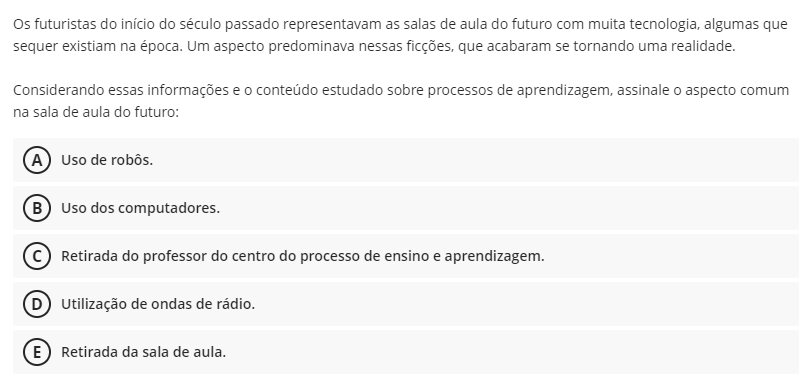 Os futuristas do início do século passado representavam as salas de aula do futuro com muita tecnologia, algumas que
sequer existiam na época. Um aspecto predominava nessas ficções, que acabaram se tornando uma realidade.
Considerando essas informações e o conteúdo estudado sobre processos de aprendizagem, assinale o aspecto comum
na sala de aula do futuro:
A Uso de robôs.
B Uso dos computadores.
C Retirada do professor do centro do processo de ensino e aprendizagem.
D Utilização de ondas de rádio.
E Retirada da sala de aula.